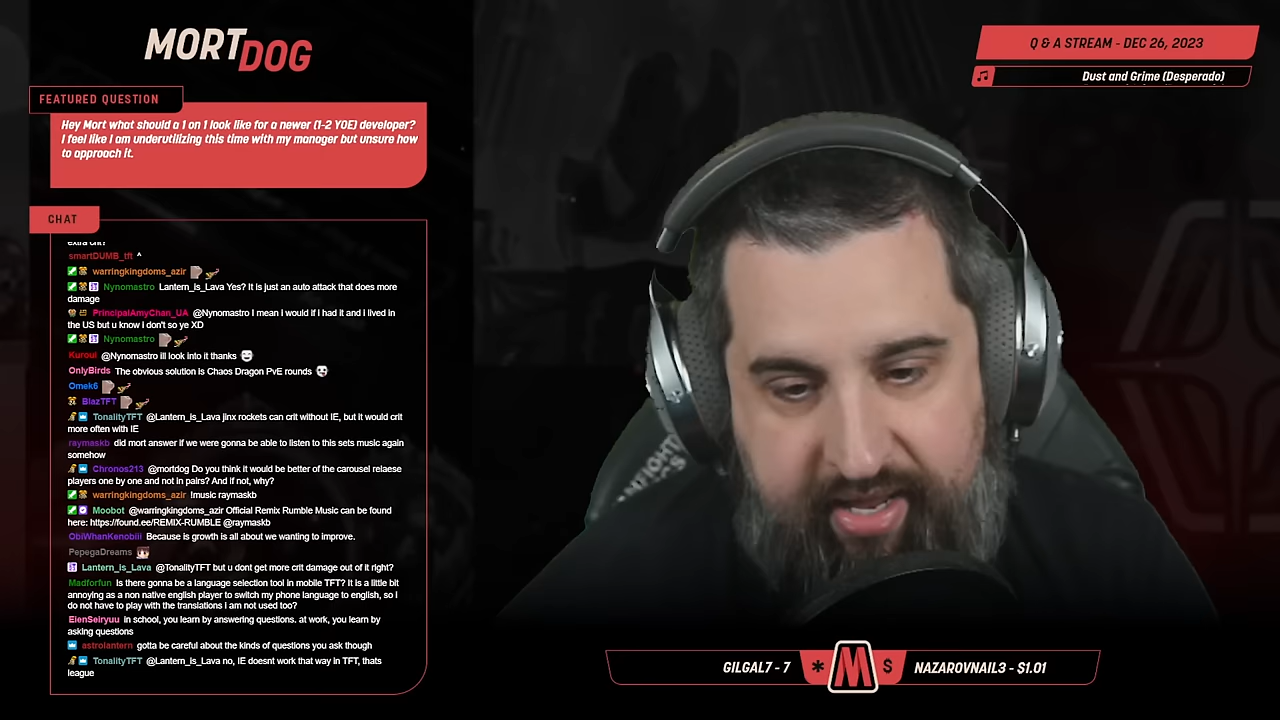 MORT
DOG
Q & A STREAM - DEC 26, 2023
Dust and Grime (Desperado)
FEATURED QUESTION
Hey Mort what should a 1 on 1 look like for a newer (1-2 YOE) developer?
I feel like I am underutilizing this time with my manager but unsure how
to approach it.
CHAT
extra crit?
smartDUMB_tft ^
warringkingdoms_azir
Nynomastro Lantern_Is_Lava Yes? It is just an auto attack that does more
damage
PrincipalAmyChan_UA @Nynomastro I mean i would if I had it and i lived in
the US but u know I don't so ye XD
Nynomastro
Kuroui @Nynomastro ill look into it thanks
OnlyBirds The obvious solution is Chaos Dragon PvE rounds
Omek6
BlazTFT
TonalityTFT @Lantern_Is_Lava jinx rockets can crit without IE, but it would crit
more often with IE
raymaskb did mort answer if we were gonna be able to listen to this sets music again
somehow
Chronos213 @mortdog Do you think it would be better of the carousel relaese
players one by one and not in pairs? And if not, why?
warringkingdoms_azir !music raymaskb
Moobot @warringkingdoms_azir Official Remix Rumble Music can be found
here: https://found.ee/REMIX-RUMBLE @raymaskb
ObiWhanKenobiii Because is growth is all about we wanting to improve.
PepegaDreams
Lantern_Is_Lava @TonalityTFT but u dont get more crit damage out of it right?
Madforfun Is there gonna be a language selection tool in mobile TFT? It is a little bit
annoying as a non native english player to switch my phone language to english, so I
do not have to play with the translations I am not used too?
ElenSeiryuu in school, you learn by answering questions. at work, you learn by
asking questions
astrolantern gotta be careful about the kinds of questions you ask though
TonalityTFT @Lantern_Is_Lava no, IE doesnt work that way in TFT, thats
league
GILGAL7 - 7
* M $
NAZAROVNAIL3 - $1.01